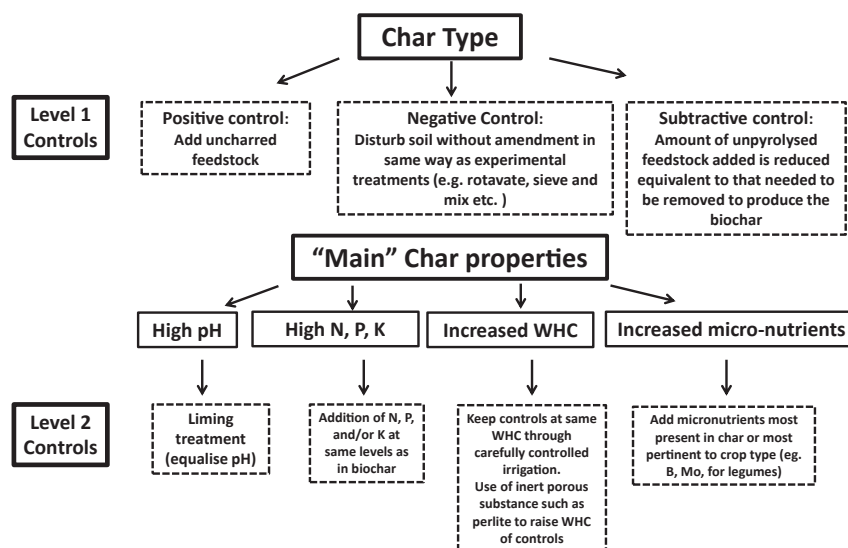 Char Type
Level 1
Controls
Positive control:
Add uncharred
feedstock
Negative Control:
Disturb soil without amendment in
same way as experimental
treatments (e.g. rotavate, sieve and
mix etc. )
Subtractive control:
Amount of unpyrolysed
feedstock added is reduced
equivalent to that needed to
be removed to produce the
biochar
“Main” Char properties
High pH
High N, P, K
Increased WHC
Increased micro-nutrients
Level 2
Controls
Liming
treatment
(equalise pH)
Addition of N, P,
and/or K at
same levels as
in biochar
Keep controls at same
WHC through
carefully controlled
irrigation.
Use of inert porous
substance such as
perlite to raise WHC
of controls
Add micronutrients most
present in char or most
pertinent to crop type (eg.
B, Mo, for legumes)